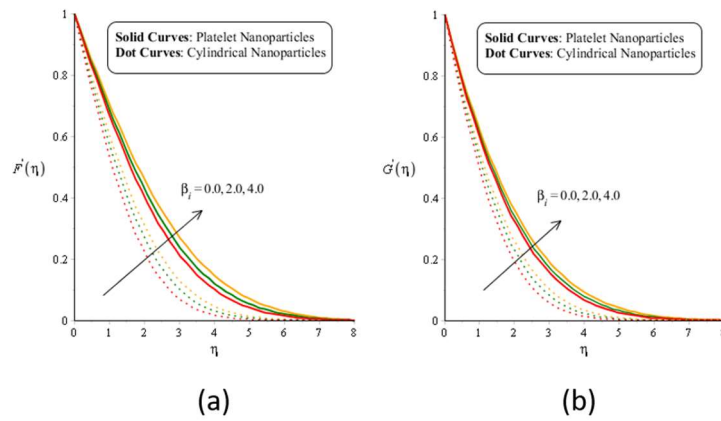 Solid Curves: Platelet Nanoparticles
Dot Curves: Cylindrical Nanoparticles
1
0.8
0.6
F'(η)
0.4
0.2
0
βi = 0.0, 2.0, 4.0
0 1 2 3 4 5 6 7 8
η
(a)
Solid Curves: Platelet Nanoparticles
Dot Curves: Cylindrical Nanoparticles
1
0.8
0.6
G'(η)
0.4
0.2
0
βi = 0.0, 2.0, 4.0
0 1 2 3 4 5 6 7 8
η
(b)